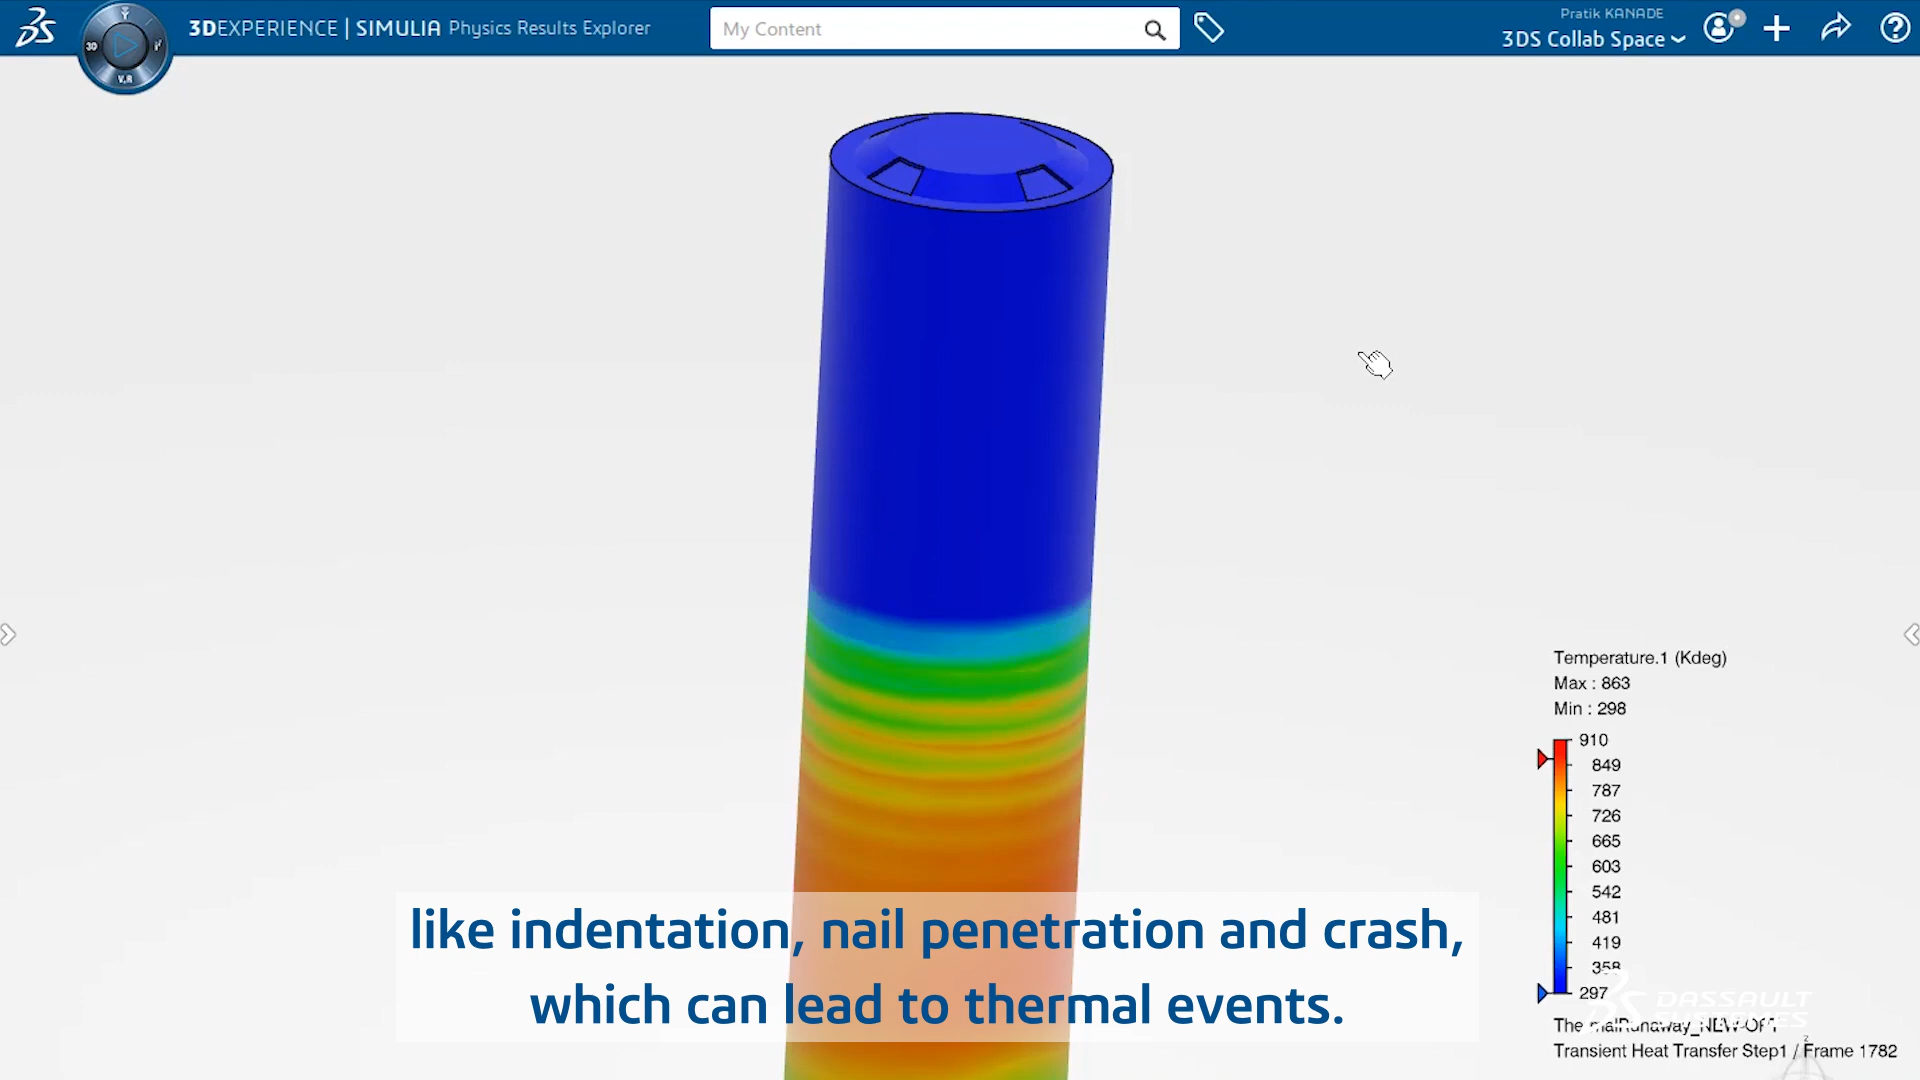 3DEXPERIENCE | SIMULIA Physics Results Explorer
My Content
Pratik KANADE
3DS Collab Space
3D
V,R
Temperature.1 (Kdeg)
Max : 863
Min : 298
910
849
787
726
665
603
542
481
419
358
297
DASSAULT
SYSTEMES
Transient Heat Transfer Step1 / Frame 1782
like indentation, nail penetration and crash,
which can lead to thermal events.